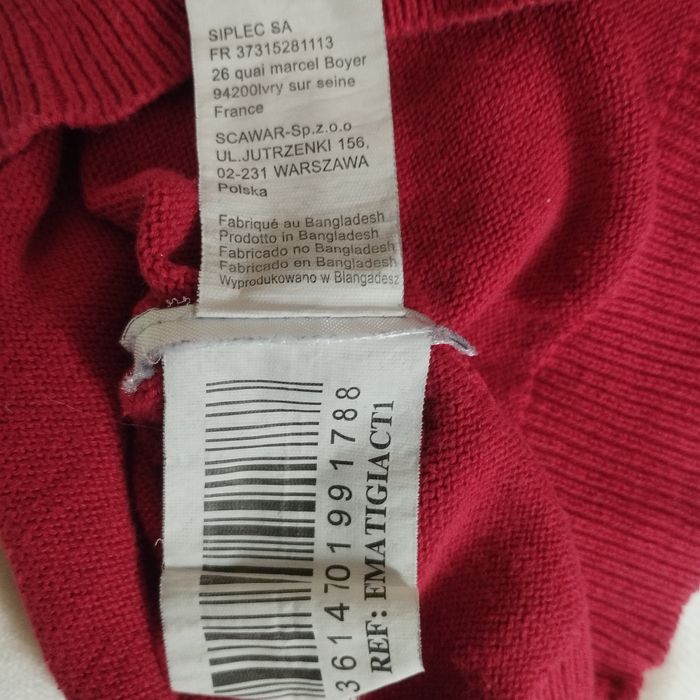 SIPLEC SA
FR 37315281113
26 quai marcel Boyer
94200Ivry sur seine
France
SCAWAR-Sp.z.o.o
UL.JUTRZENKI 156,
02-231 WARSZAWA
Polska
Fabriqué au Bangladesh
Prodotto in Bangladesh
Fabricado no Bangladesh
Fabricado en Bangladesh
Wyprodukowano w Blangadesz
3614701991788
REF: EMATIGIACT1